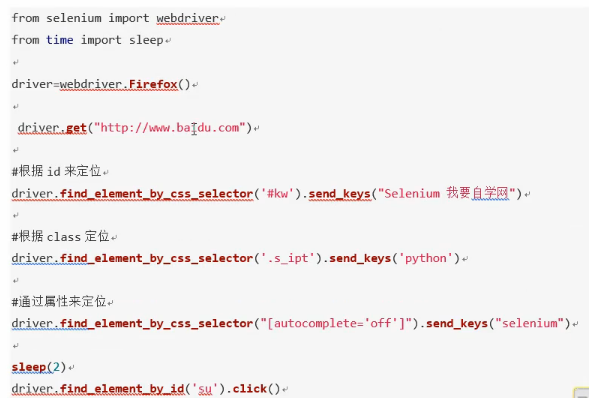 from selenium import webdriver
from time import sleep
driver=webdriver.Firefox()
driver.get("http://www.baidu.com")
#根据 id 来定位
driver.find_element_by_css_selector('#kw').send_keys("Selenium 我要自学网")
#根据 class 定位
driver.find_element_by_css_selector('.s_ipt').send_keys('python')
#通过属性来定位
driver.find_element_by_css_selector("[autocomplete='off']").send_keys("selenium")
sleep(2)
driver.find_element_by_id('su').click()